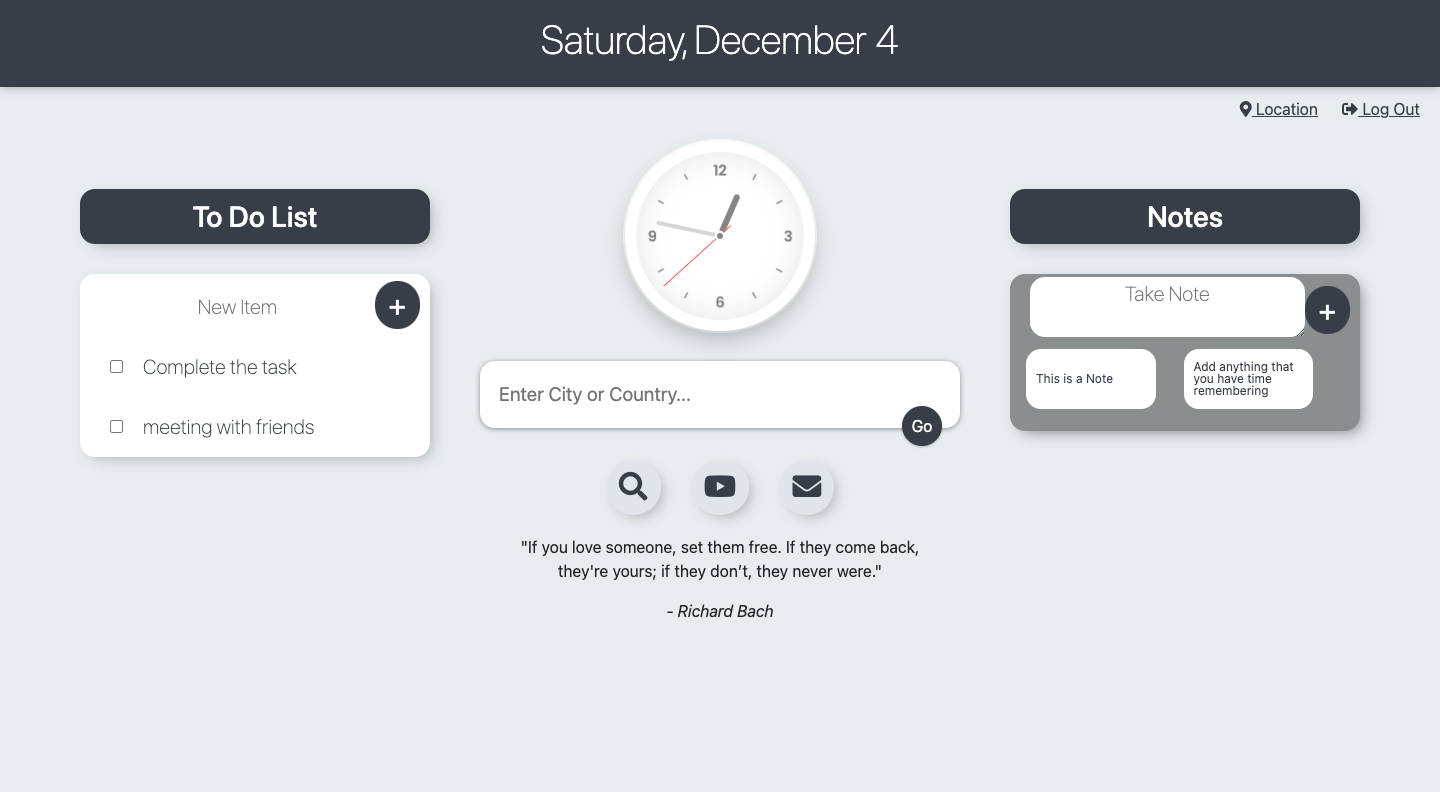 Saturday, December 4
Location
Log Out
To Do List
New Item
+
Complete the task
meeting with friends
12
3
6
9
Enter City or Country...
Go
"If you love someone, set them free. If they come back,
they're yours; if they don’t, they never were."
- Richard Bach
Notes
Take Note
+
This is a Note
Add anything that
you have time
remembering